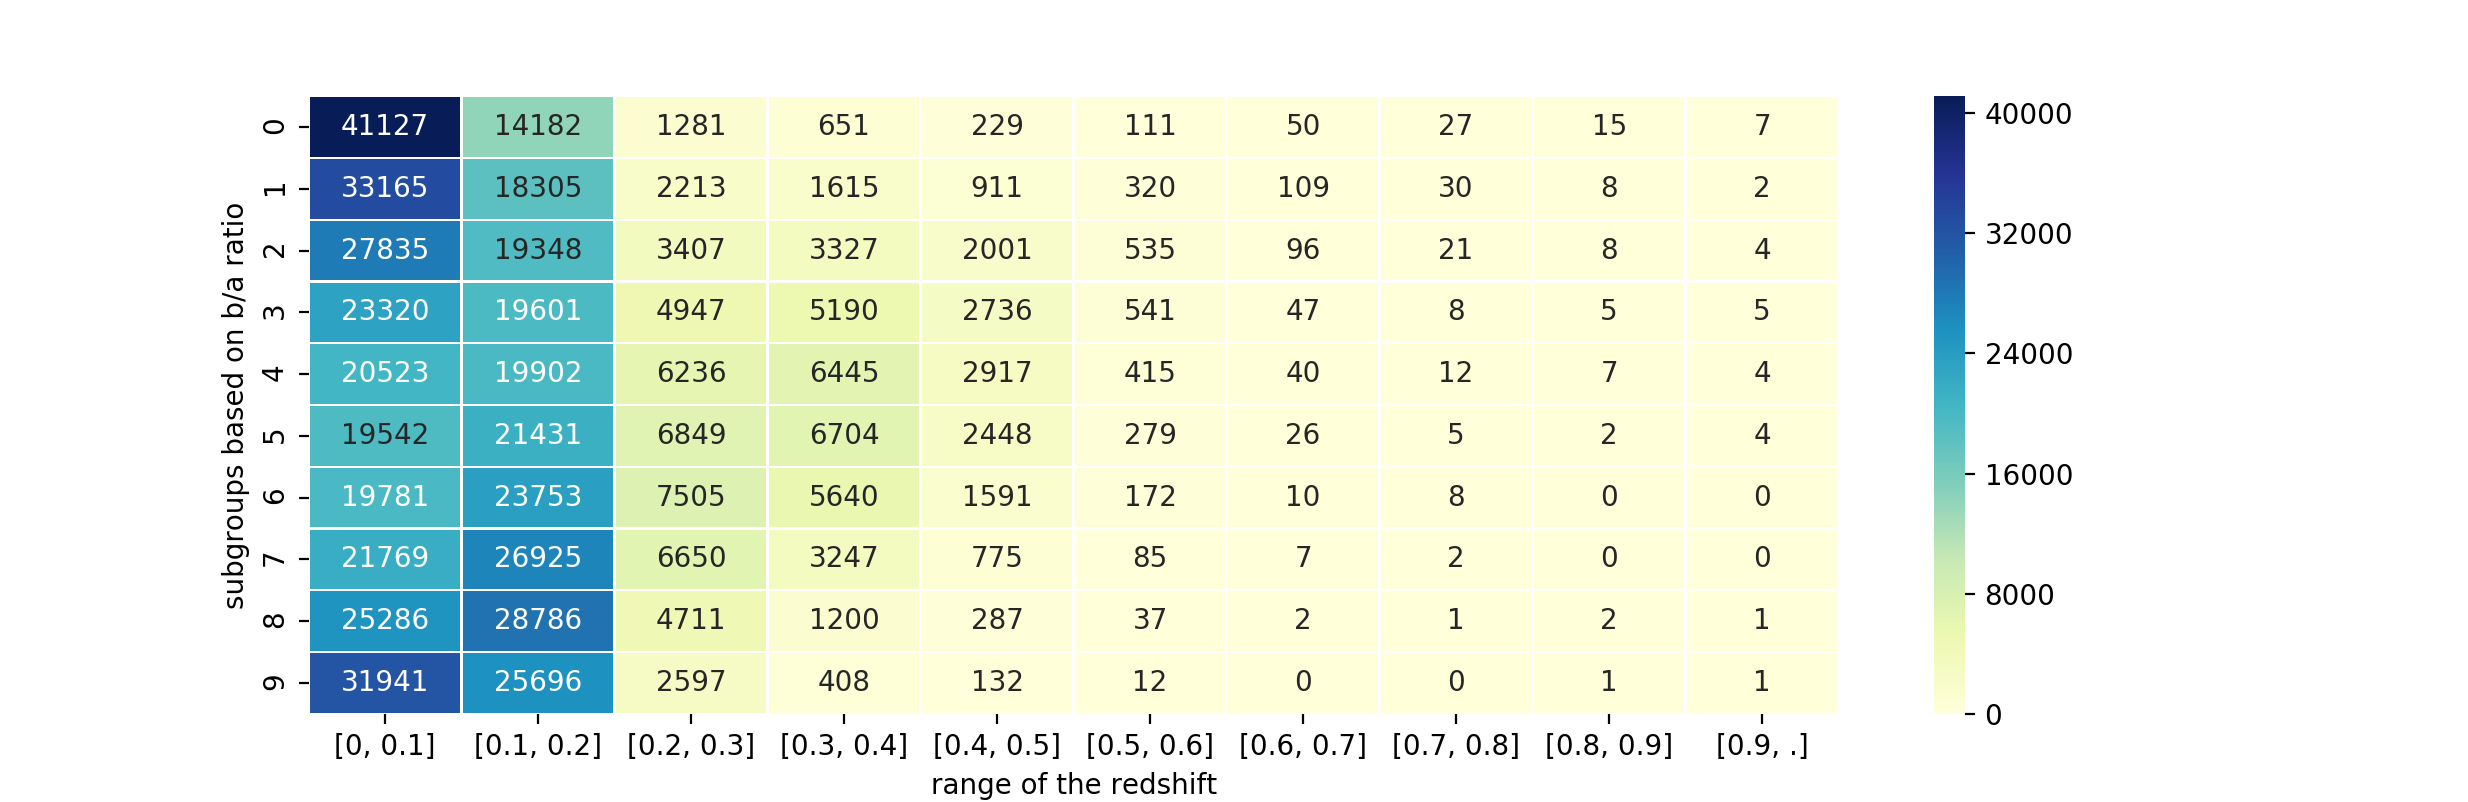 0 41127 14182 1281 651 229 111 50 27 15 7
1 33165 18305 2213 1615 911 320 109 30 8 2
2 27835 19348 3407 3327 2001 535 96 21 8 4
3 23320 19601 4947 5190 2736 541 47 8 5 5
4 20523 19902 6236 6445 2917 415 40 12 7 4
5 19542 21431 6849 6704 2448 279 26 5 2 4
6 19781 23753 7505 5640 1591 172 10 8 0 0
7 21769 26925 6650 3247 775 85 7 2 0 0
8 25286 28786 4711 1200 287 37 2 1 2 1
9 31941 25696 2597 408 132 12 0 0 1 1
[0, 0.1] [0.1, 0.2] [0.2, 0.3] [0.3, 0.4] [0.4, 0.5] [0.5, 0.6] [0.6, 0.7] [0.7, 0.8] [0.8, 0.9] [0.9, .]
range of the redshift
subgroups based on b/a ratio
40000
32000
24000
16000
8000
0